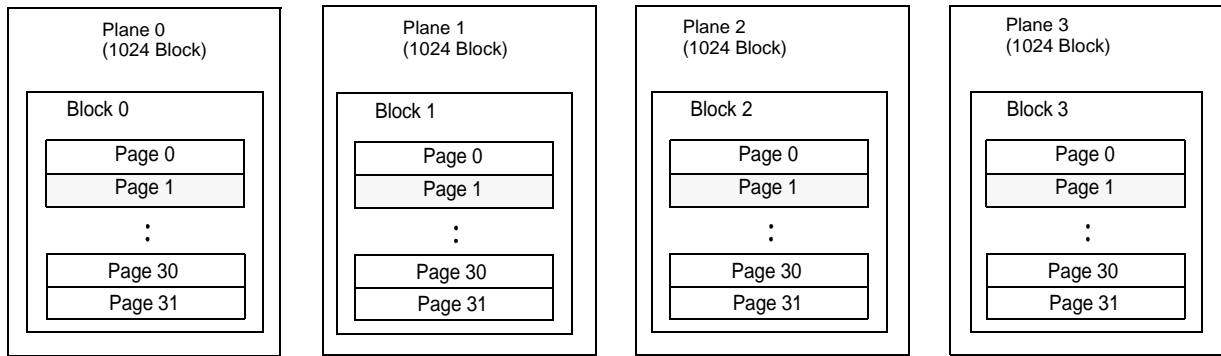 Plane 0
(1024 Block)
Block 0
Page 0
Page 1
:
Page 30
Page 31
Plane 1
(1024 Block)
Block 1
Page 0
Page 1
:
Page 30
Page 31
Plane 2
(1024 Block)
Block 2
Page 0
Page 1
:
Page 30
Page 31
Plane 3
(1024 Block)
Block 3
Page 0
Page 1
:
Page 30
Page 31